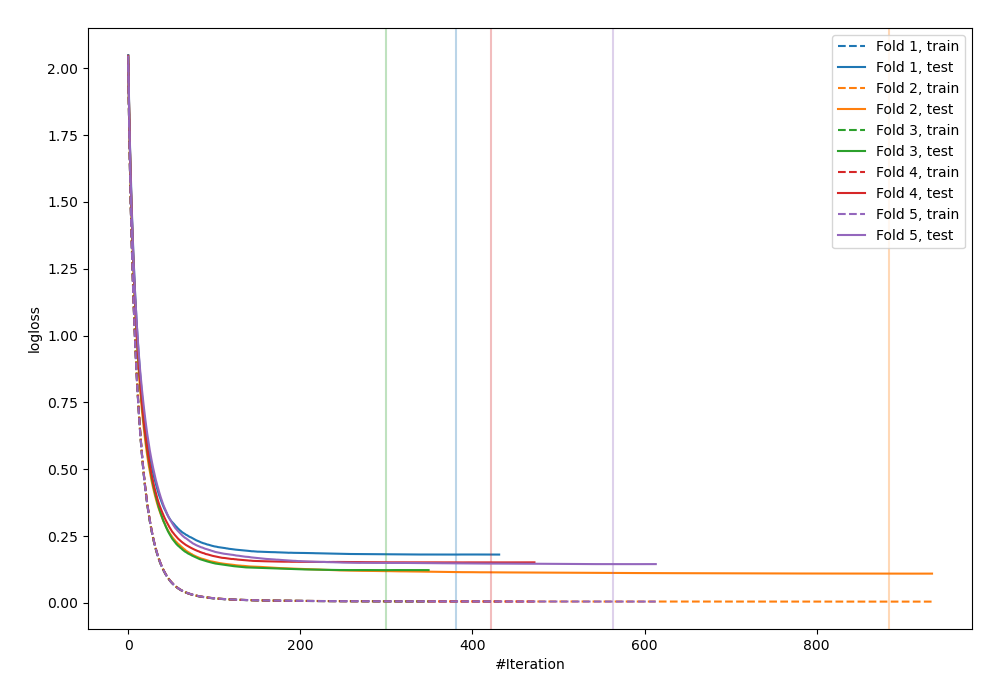 2.00
1.75
1.50
1.25
1.00
0.75
0.50
0.25
0.00
logloss
0
200
400
600
800
#Iteration
Fold 1, train
Fold 1, test
Fold 2, train
Fold 2, test
Fold 3, train
Fold 3, test
Fold 4, train
Fold 4, test
Fold 5, train
Fold 5, test